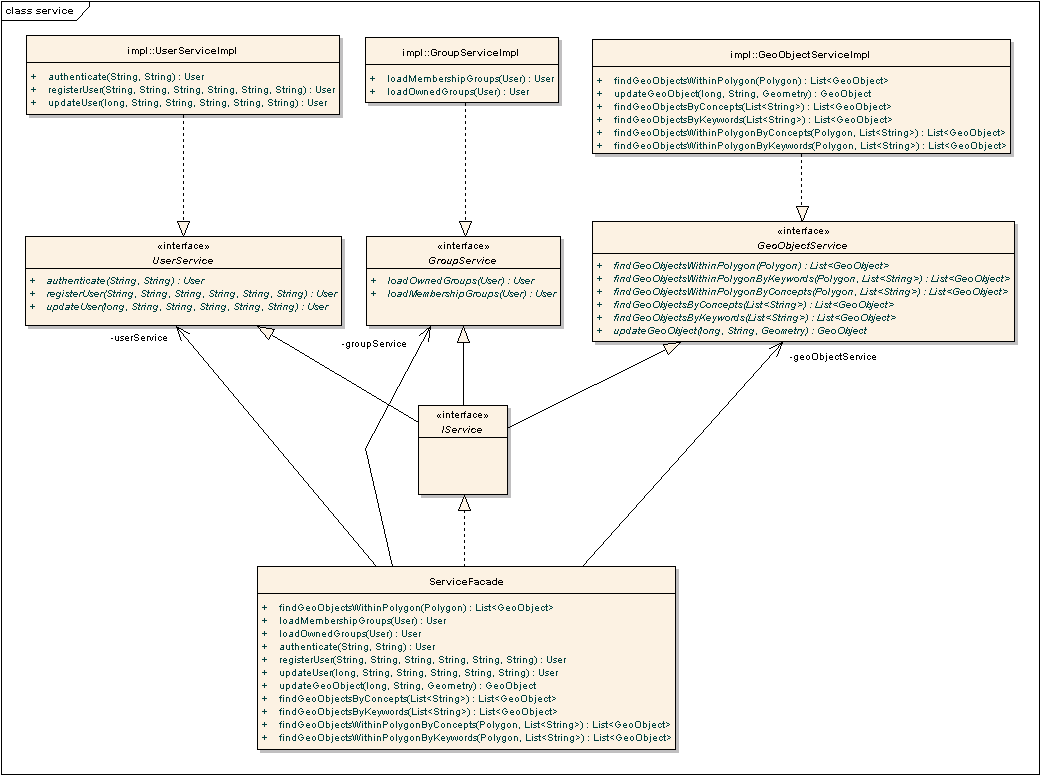 class service
impl::UserServiceImpl
+ authenticate(String, String) : User
+ registerUser(String, String, String, String, String, String) : User
+ updateUser(long, String, String, String, String, String) : User
impl::GroupServiceImpl
+ loadMembershipGroups(User) : User
+ loadOwnedGroups(User) : User
impl::GeoObjectServiceImpl
+ findGeoObjectsWithinPolygon(Polygon) : List<GeoObject>
+ updateGeoObject(long, String, Geometry) : GeoObject
+ findGeoObjectsByConcepts(List<String>) : List<GeoObject>
+ findGeoObjectsByKeywords(List<String>) : List<GeoObject>
+ findGeoObjectsWithinPolygonByConcepts(Polygon, List<String>) : List<GeoObject>
+ findGeoObjectsWithinPolygonByKeywords(Polygon, List<String>) : List<GeoObject>
«interface»
UserService
+ authenticate(String, String) : User
+ registerUser(String, String, String, String, String, String) : User
+ updateUser(long, String, String, String, String, String) : User
«interface»
GroupService
+ loadOwnedGroups(User) : User
+ loadMembershipGroups(User) : User
«interface»
GeoObjectService
+ findGeoObjectsWithinPolygon(Polygon) : List<GeoObject>
+ findGeoObjectsWithinPolygonByKeywords(Polygon, List<String>) : List<GeoObject>
+ findGeoObjectsWithinPolygonByConcepts(Polygon, List<String>) : List<GeoObject>
+ findGeoObjectsByConcepts(List<String>) : List<GeoObject>
+ findGeoObjectsByKeywords(List<String>) : List<GeoObject>
+ updateGeoObject(long, String, Geometry) : GeoObject
-userService
-groupService
-geoObjectService
«interface»
IService
ServiceFacade
+ findGeoObjectsWithinPolygon(Polygon) : List<GeoObject>
+ loadMembershipGroups(User) : User
+ loadOwnedGroups(User) : User
+ authenticate(String, String) : User
+ registerUser(String, String, String, String, String, String) : User
+ updateUser(long, String, String, String, String, String) : User
+ updateGeoObject(long, String, Geometry) : GeoObject
+ findGeoObjectsByConcepts(List<String>) : List<GeoObject>
+ findGeoObjectsByKeywords(List<String>) : List<GeoObject>
+ findGeoObjectsWithinPolygonByConcepts(Polygon, List<String>) : List<GeoObject>
+ findGeoObjectsWithinPolygonByKeywords(Polygon, List<String>) : List<GeoObject>